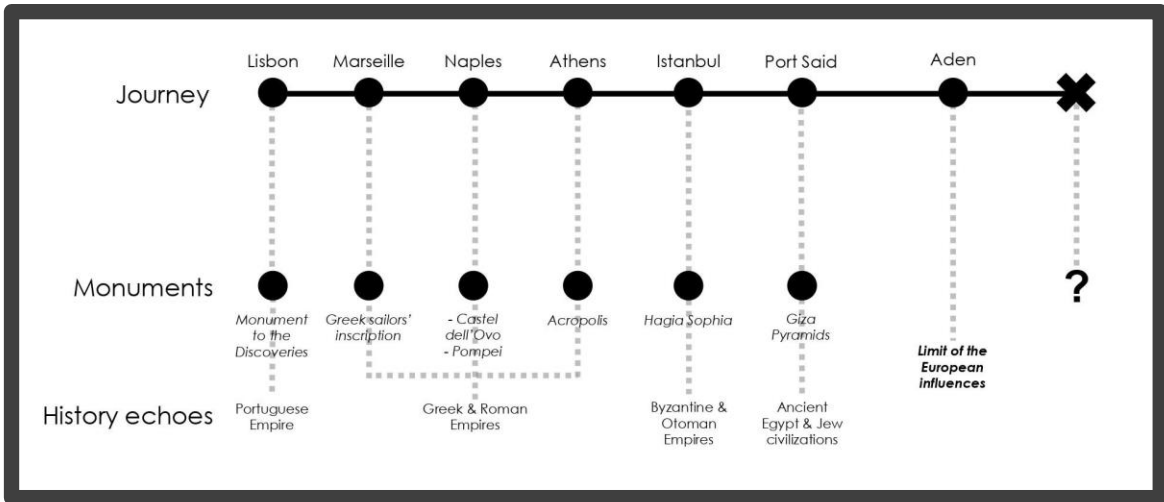 Lisbon Marseille Naples Athens Istanbul Port Said Aden
Journey
Monuments
?
Monument
to the
Discoveries
Greek sailors'
inscription
- Castel
dell'Ovo
- Pompei
Acropolis
Hagia Sophia
Giza
Pyramids
Limit of the
European
influences
History echoes
Portuguese
Empire
Greek & Roman
Empires
Byzantine &
Otoman
Empires
Ancient
Egypt & Jew
civilizations